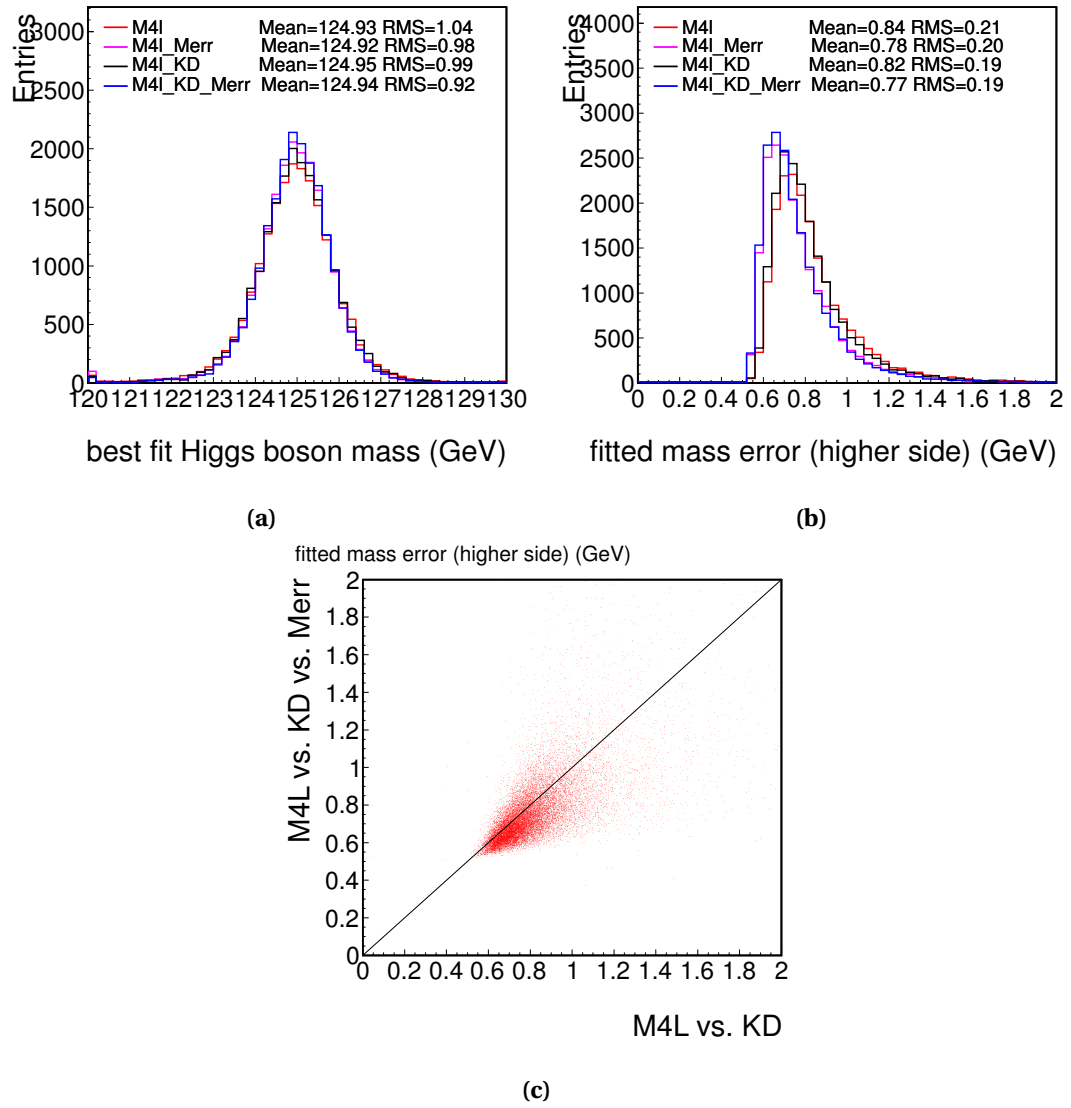 M4l Mean=124.93 RMS=1.04
M4l_Merr Mean=124.92 RMS=0.98
M4l_KD Mean=124.95 RMS=0.99
M4l_KD_Merr Mean=124.94 RMS=0.92
Entries
3000
2500
2000
1500
1000
500
0
120 121 122 123 124 125 126 127 128 129 130
best fit Higgs boson mass (GeV)
(a)
M4l Mean=0.84 RMS=0.21
M4l_Merr Mean=0.78 RMS=0.20
M4l_KD Mean=0.82 RMS=0.19
M4l_KD_Merr Mean=0.77 RMS=0.19
Entries
4000
3500
3000
2500
2000
1500
1000
500
0
0 0.2 0.4 0.6 0.8 1 1.2 1.4 1.6 1.8 2
fitted mass error (higher side) (GeV)
(b)
fitted mass error (higher side) (GeV)
M4L vs. KD vs. Merr
2
1.8
1.6
1.4
1.2
1
0.8
0.6
0.4
0.2
0
0 0.2 0.4 0.6 0.8 1 1.2 1.4 1.6 1.8 2
M4L vs. KD
(c)